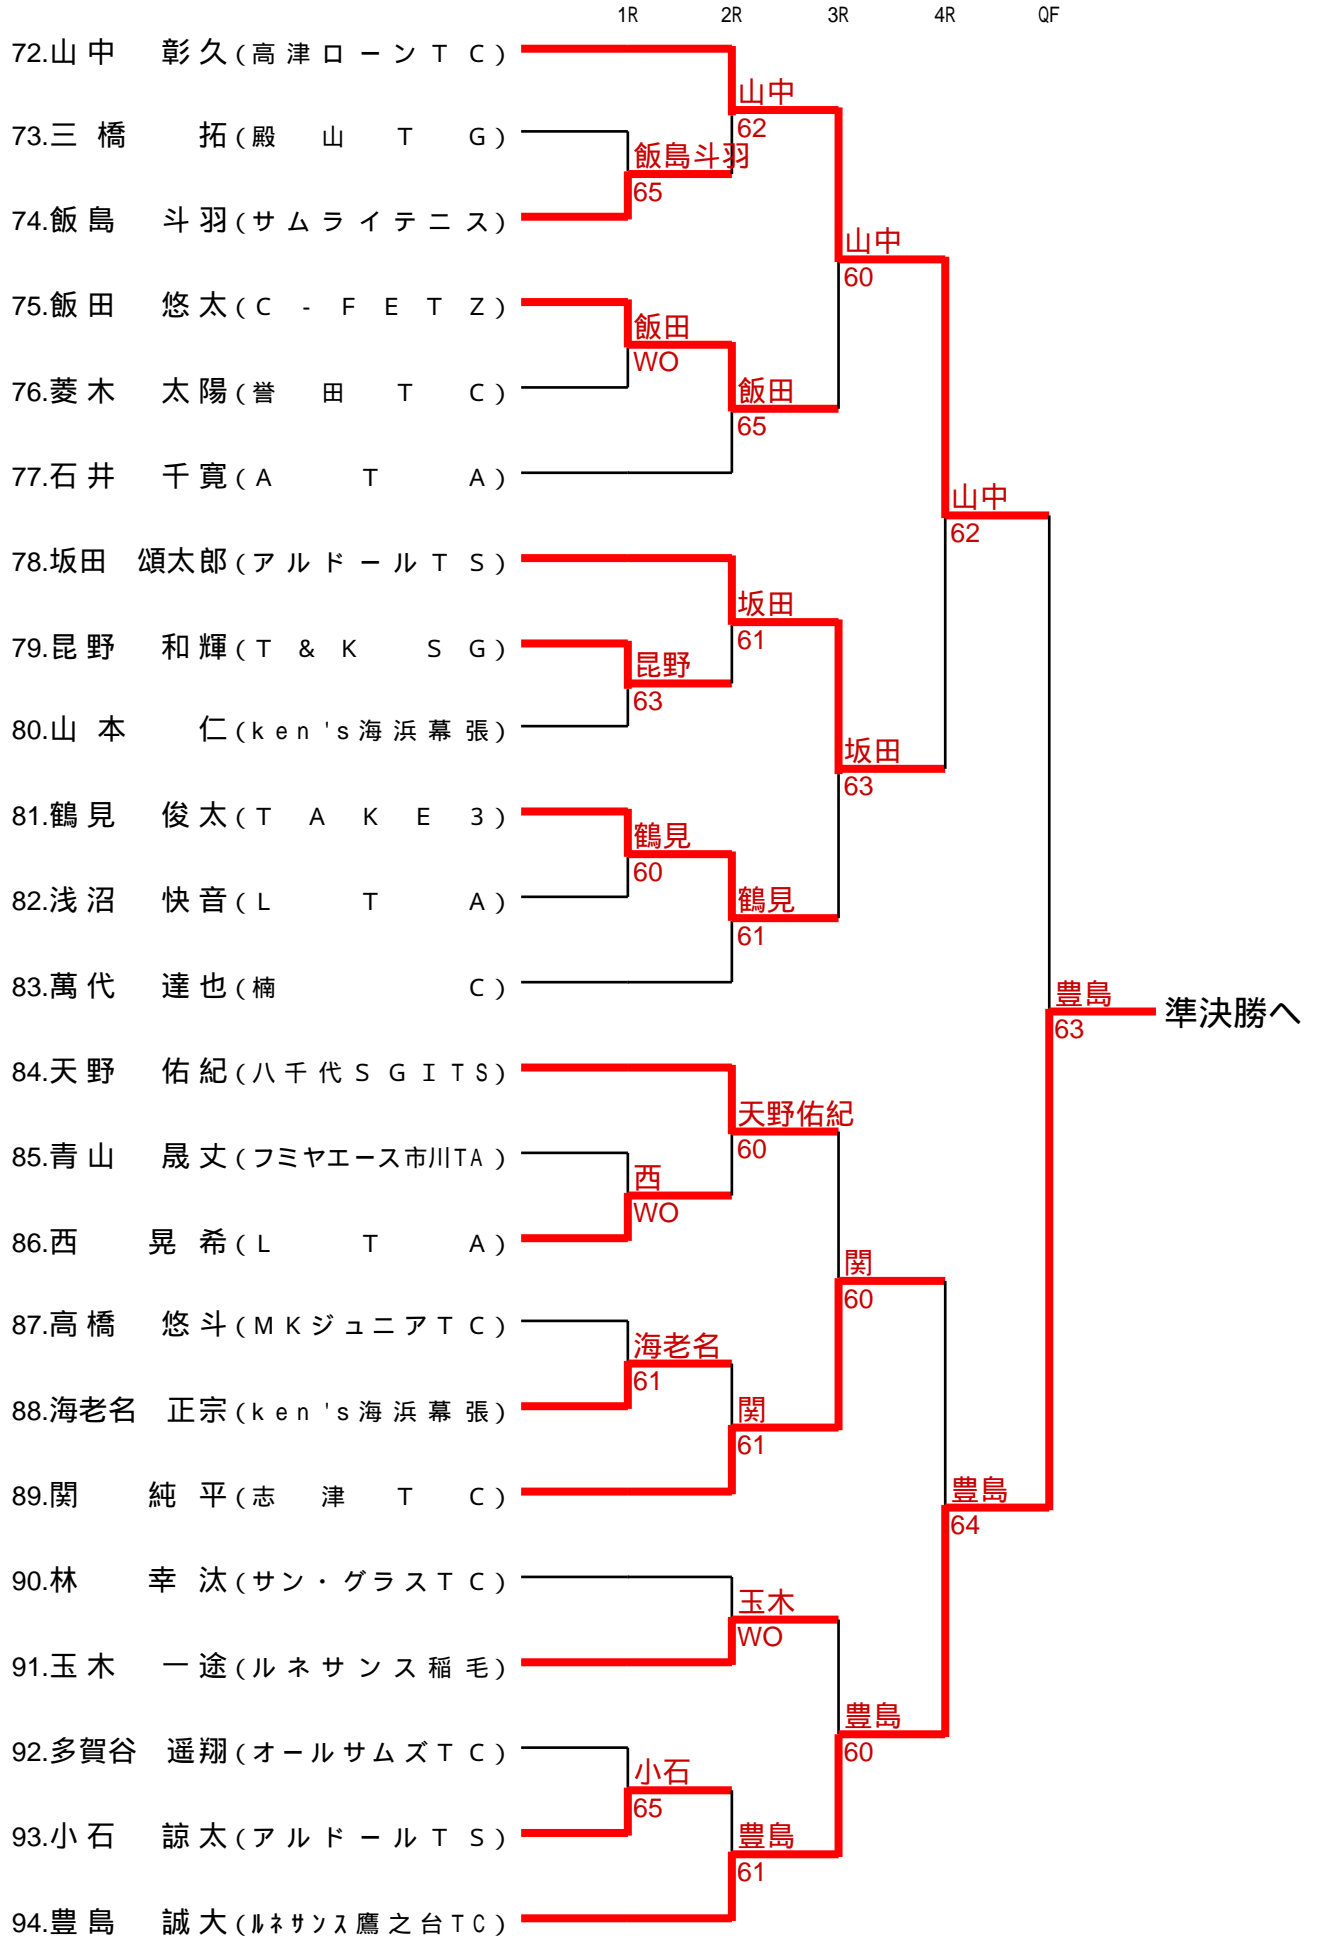 1R 2R 3R 4R QF
72.山中 彰久(高津ローンTC)
山中
62
73.三橋 拓(殿山TG)
飯島斗羽
65
74.飯島 斗羽(サムライテニス)
山中
60
75.飯田 悠太(C-FETZ)
飯田
WO
76.菱木 太陽(誉田TC)
飯田
65
77.石井 千寛(ATA)
山中
62
78.坂田 頌太郎(アルドールTS)
坂田
61
79.昆野 和輝(T&K SG)
昆野
63
80.山本 仁(ken's海浜幕張)
坂田
63
81.鶴見 俊太(TAKE3)
鶴見
60
82.浅沼 快音(LTA)
鶴見
61
83.萬代 達也(楠C)
豊島
63
準決勝へ
84.天野 佑紀(八千代SGITS)
天野佑紀
60
85.青山 晟丈(フミヤエース市川TA)
西
WO
86.西 晃希(LTA)
関
60
87.高橋 悠斗(MKジュニアTC)
海老名
61
88.海老名 正宗(ken's海浜幕張)
関
61
89.関 純平(志津TC)
豊島
64
90.林 幸汰(サン・グラスTC)
玉木
WO
91.玉木 一途(ルネサンス稲毛)
豊島
60
92.多賀谷 遥翔(オールサムズTC)
小石
65
93.小石 諒太(アルドールTS)
豊島
61
94.豊島 誠大(ルネサンス鷹之台TC)